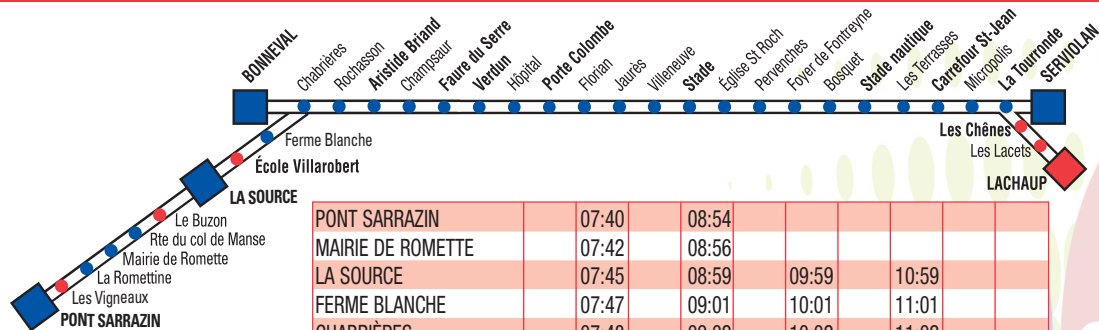 BONNEVAL
Chabrières
Rochasson
Aristide Briand
Champsaur
Faure du Serre
Verdun
Hôpital
Porte Colombe
Florian
Jaurès
Villeneuve
Stade
Église St Roch
Pervenches
Foyer de Fontreyne
Bosquet
Stade nautique
Les Terrasses
Carrefour St-Jean
Micropolis
La Tourronde
SERVIOLAN
Ferme Blanche
École Villarobert
LA SOURCE
Le Buzon
Rte du col de Manse
Mairie de Romette
La Romettine
Les Vigneaux
PONT SARRAZIN
Les Chênes
Les Lacets
LACHAUP
PONT SARRAZIN 07:40 08:54
MAIRIE DE ROMETTE 07:42 08:56
LA SOURCE 07:45 08:59 09:59 10:59
FERME BLANCHE 07:47 09:01 10:01 11:01
CHABRIÈRES